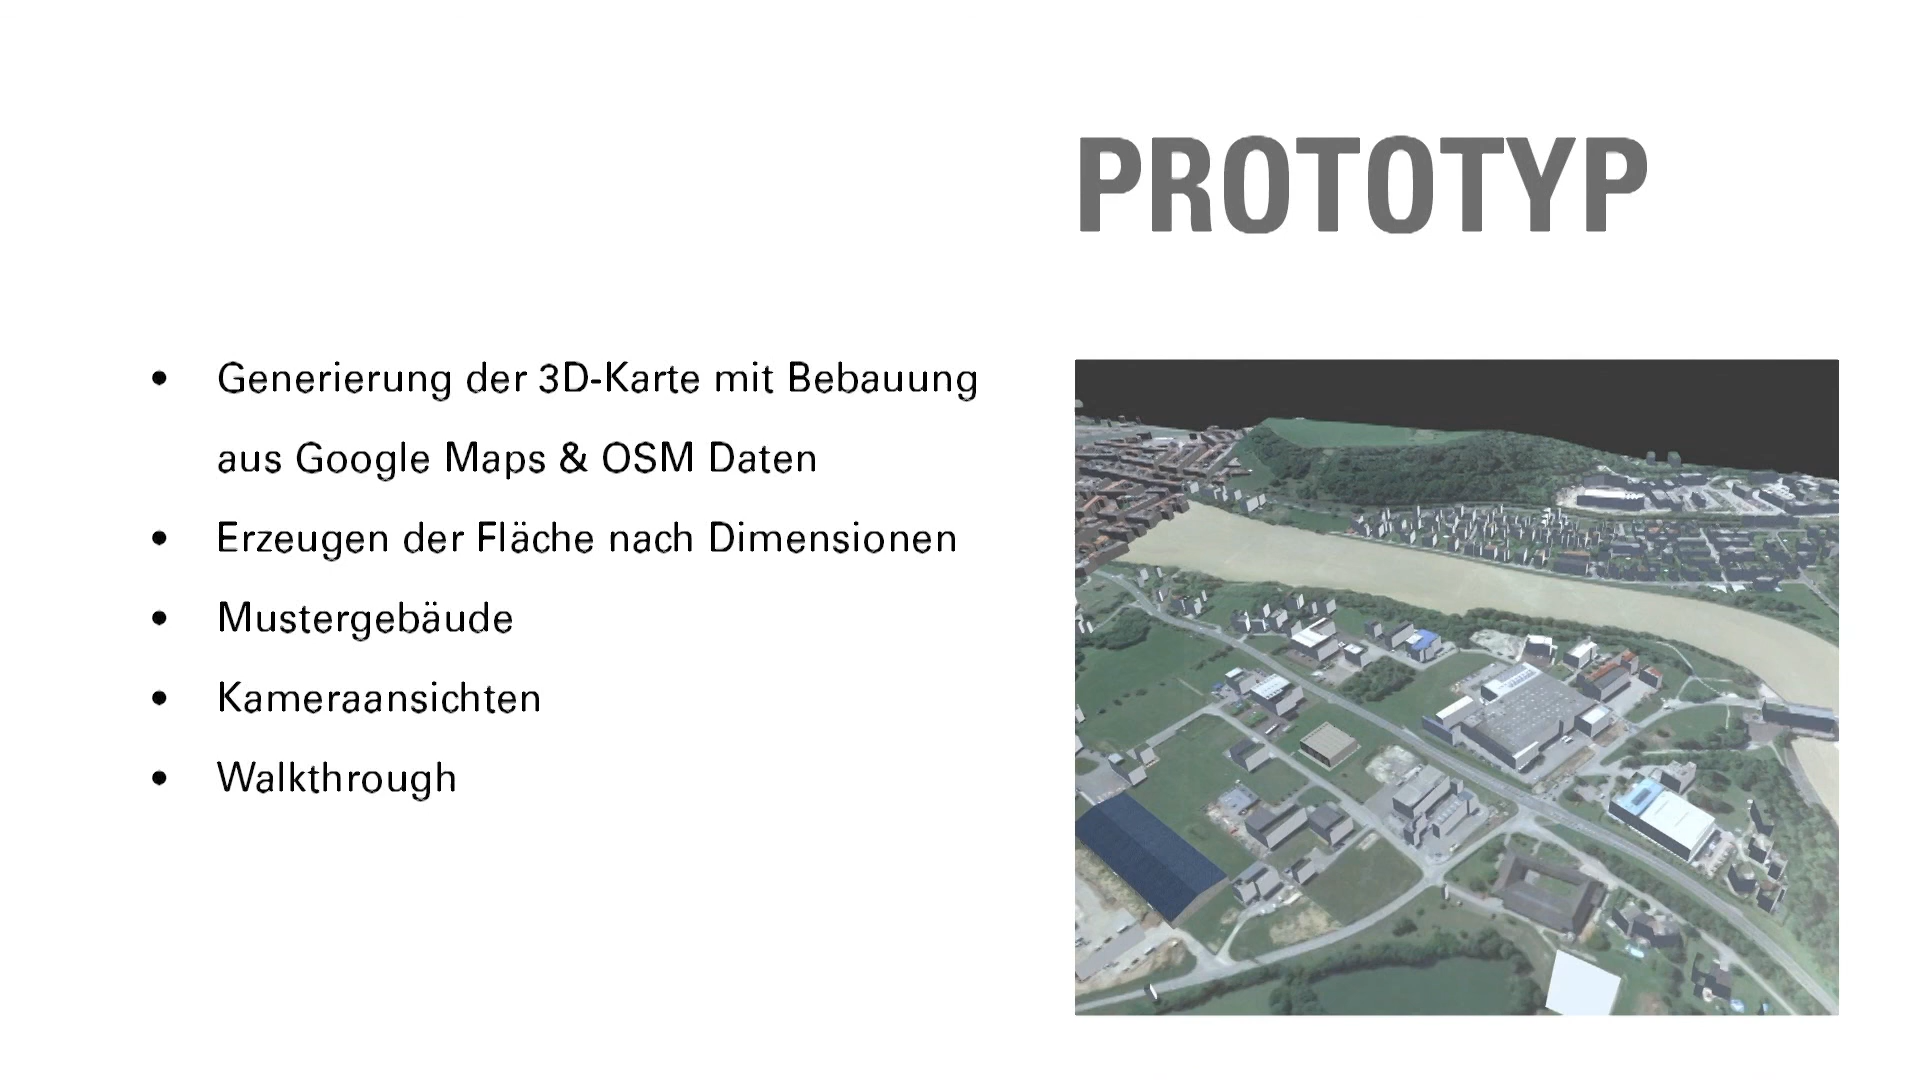 PROTOTYP
• Generierung der 3D-Karte mit Bebauung
aus Google Maps & OSM Daten
• Erzeugen der Fläche nach Dimensionen
• Mustergebäude
• Kameraansichten
• Walkthrough